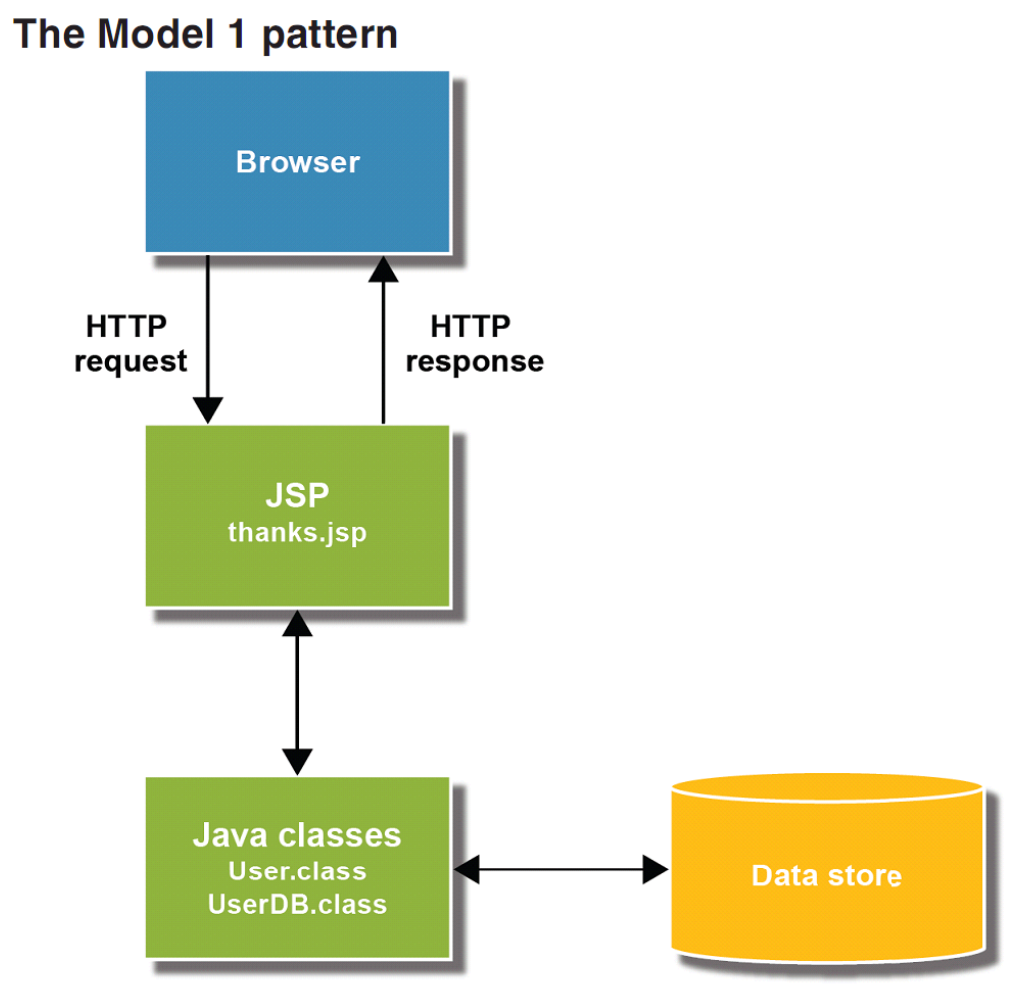 The Model 1 pattern
Browser
HTTP
request
HTTP
response
JSP
thanks.jsp
Java classes
User.class
UserDB.class
Data store